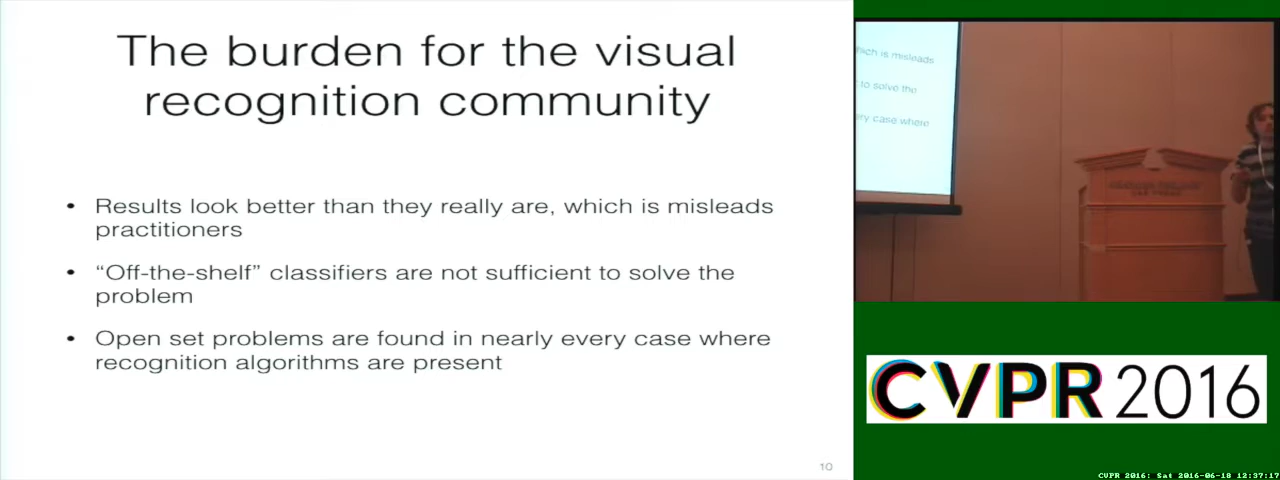 The burden for the visual
recognition community
• Results look better than they really are, which is misleads
practitioners
• “Off-the-shelf” classifiers are not sufficient to solve the
problem
• Open set problems are found in nearly every case where
recognition algorithms are present
10
which is misleads
to solve the
ery case where
CVPR 2016
CVPR 2016: Sat 2016-06-18 12:37:17